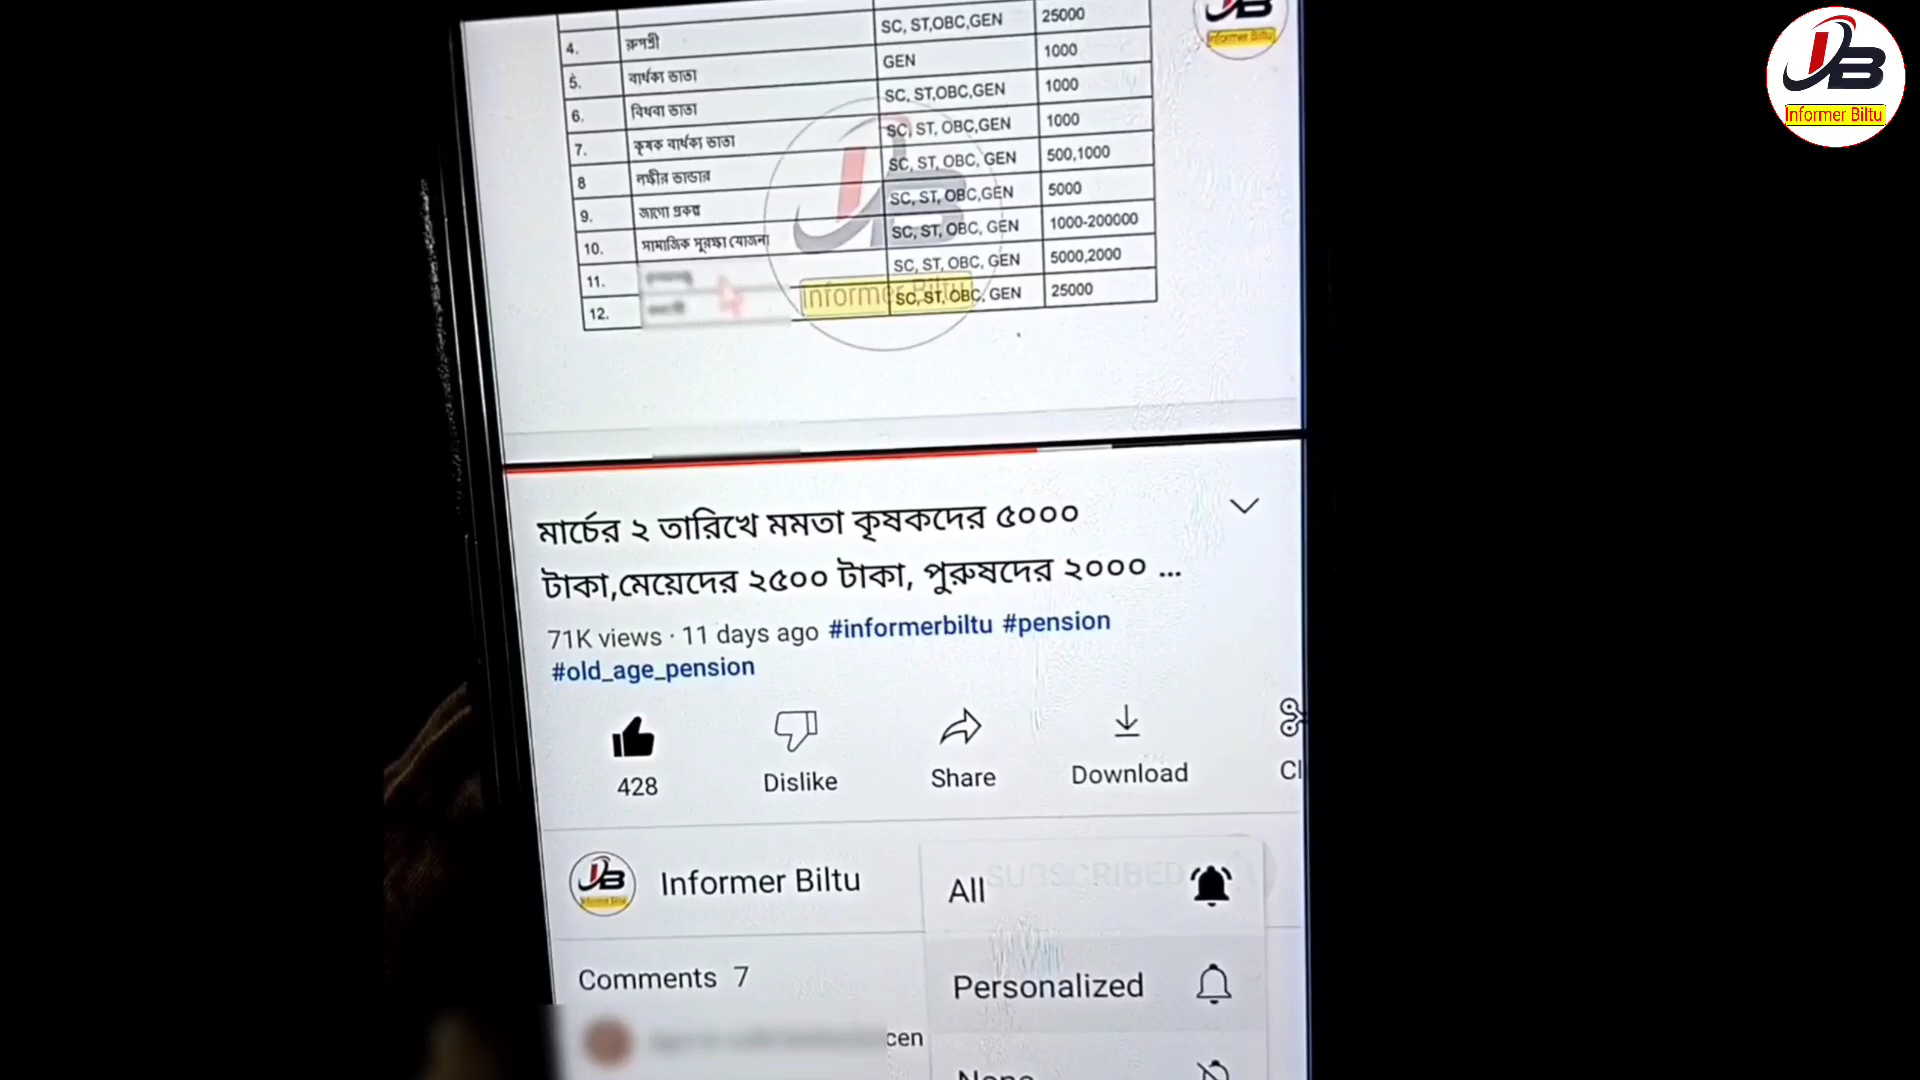 SC, ST,OBC,GEN 25000
4. রুপশ্রী GEN 1000
5. বার্ধক্য ভাতা SC, ST,OBC,GEN 1000
6. বিধবা ভাতা SC, ST, OBC,GEN 1000
7. কৃষক বার্ধক্য ভাতা SC, ST, OBC, GEN 500,1000
8 লক্ষীর ভান্ডার SC, ST, OBC,GEN 5000
9. জাগো প্রকল্প SC, ST, OBC, GEN 1000-200000
10. সামাজিক সুরক্ষা যোজনা SC, ST, OBC, GEN 5000,2000
11. SC, ST, OBC, GEN 25000
12.
Informer Biltu
মার্চের ২ তারিখে মমতা কৃষকদের ৫০০০
টাকা,মেয়েদের ২৫০০ টাকা, পুরুষদের ২০০০ ...
71K views · 11 days ago #informerbiltu #pension
#old_age_pension
428 Dislike Share Download Cl
Informer Biltu
SUBSCRIBED
All
Comments 7
Personalized
cen
None
JB
Informer Biltu